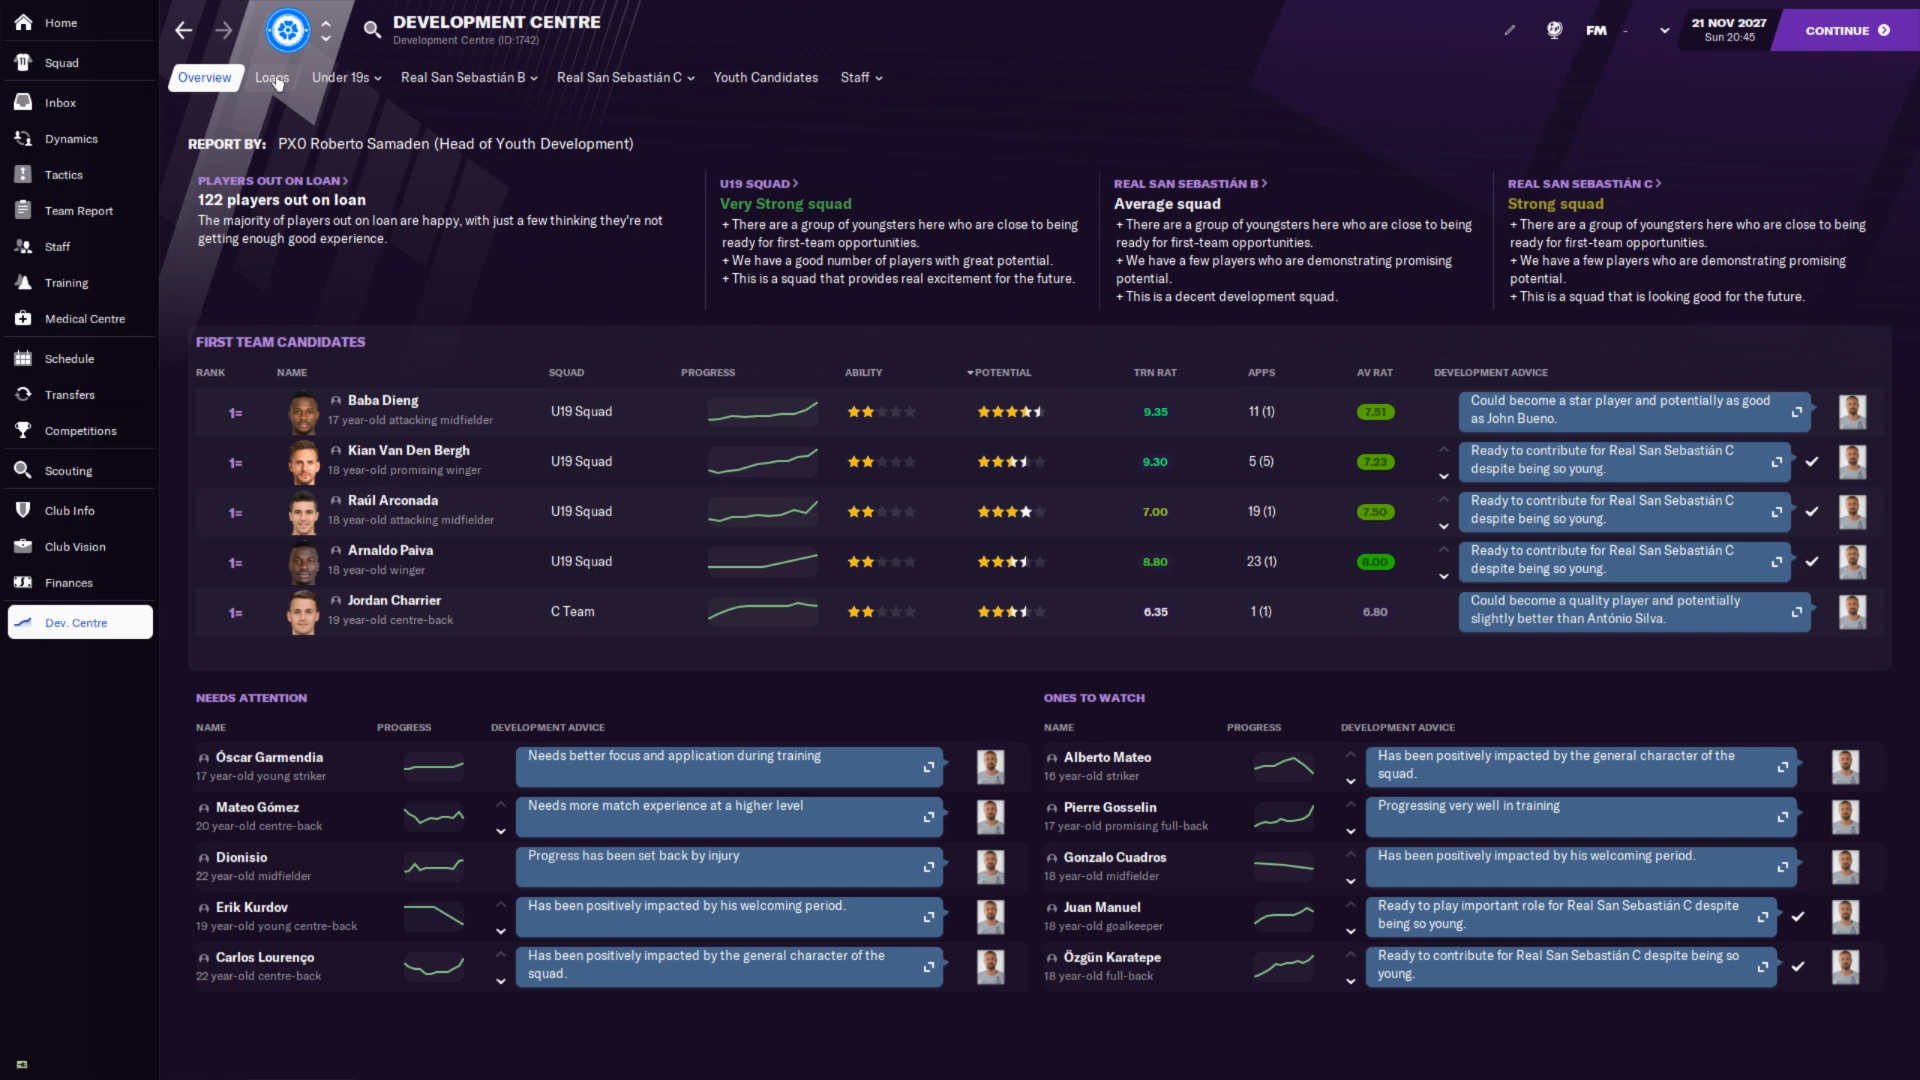 Home
Squad
Inbox
Dynamics
Tactics
Team Report
Staff
Training
Medical Centre
Schedule
Transfers
Competitions
Scouting
Club Info
Club Vision
Finances
Dev. Centre
DEVELOPMENT CENTRE
Development Centre (ID:1742)
FM
-
21 NOV 2027
Sun 20:45
CONTINUE
Overview
Loans
Under 19s
Real San Sebastián B
Real San Sebastián C
Youth Candidates
Staff
REPORT BY: PX0 Roberto Samaden (Head of Youth Development)
PLAYERS OUT ON LOAN >
122 players out on loan
The majority of players out on loan are happy, with just a few thinking they're not
getting enough good experience.
U19 SQUAD >
Very Strong squad
+ There are a group of youngsters here who are close to being
ready for first-team opportunities.
+ We have a good number of players with great potential.
+ This is a squad that provides real excitement for the future.
REAL SAN SEBASTIÁN B >
Average squad
+ There are a group of youngsters here who are close to being
ready for first-team opportunities.
+ We have a few players who are demonstrating promising
potential.
+ This is a decent development squad.
REAL SAN SEBASTIÁN C >
Strong squad
+ There are a group of youngsters here who are close to being
ready for first-team opportunities.
+ We have a few players who are demonstrating promising
potential.
+ This is a squad that is looking good for the future.
FIRST TEAM CANDIDATES
RANK NAME SQUAD PROGRESS ABILITY POTENTIAL TRN RAT APPS AV RAT DEVELOPMENT ADVICE
1= Baba Dieng U19 Squad 9.35 11 (1) 7.51
17 year-old attacking midfielder
Could become a star player and potentially as good
as John Bueno.
1= Kian Van Den Bergh U19 Squad 9.30 5 (5) 7.23
18 year-old promising winger
Ready to contribute for Real San Sebastián C
despite being so young.
1= Raúl Arconada U19 Squad 7.00 19 (1) 7.50
18 year-old attacking midfielder
Ready to contribute for Real San Sebastián C
despite being so young.
1= Arnaldo Paiva U19 Squad 8.80 23 (1) 8.00
18 year-old winger
Ready to contribute for Real San Sebastián C
despite being so young.
1= Jordan Charrier C Team 6.35 1 (1) 6.80
19 year-old centre-back
Could become a quality player and potentially
slightly better than António Silva.
NEEDS ATTENTION
NAME PROGRESS DEVELOPMENT ADVICE
Óscar Garmendia
17 year-old young striker
Needs better focus and application during training
Mateo Gómez
20 year-old centre-back
Needs more match experience at a higher level
Dionisio
22 year-old midfielder
Progress has been set back by injury
Erik Kurdov
19 year-old young centre-back
Has been positively impacted by his welcoming period.
Carlos Lourenço
22 year-old centre-back
Has been positively impacted by the general character of the
squad.
ONES TO WATCH
NAME PROGRESS DEVELOPMENT ADVICE
Alberto Mateo
16 year-old striker
Has been positively impacted by the general character of the
squad.
Pierre Gosselin
17 year-old promising full-back
Progressing very well in training
Gonzalo Cuadros
18 year-old midfielder
Has been positively impacted by his welcoming period.
Juan Manuel
18 year-old goalkeeper
Ready to play important role for Real San Sebastián C despite
being so young.
Özgün Karatepe
18 year-old full-back
Ready to contribute for Real San Sebastián C despite being so
young.